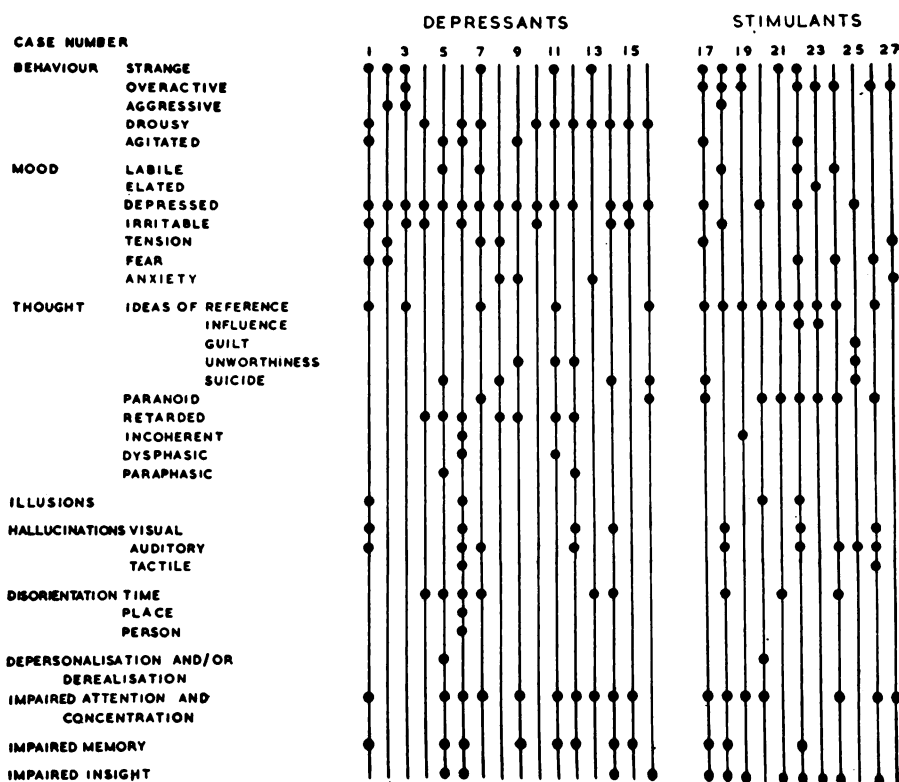 DEPRESSANTS STIMULANTS
CASE NUMBER
1 3 5 7 9 11 13 15 17 19 21 23 25 27
BEHAVIOUR STRANGE
OVERACTIVE
AGGRESSIVE
DROUSY
AGITATED
MOOD LABILE
ELATED
DEPRESSED
IRRITABLE
TENSION
FEAR
ANXIETY
THOUGHT IDEAS OF REFERENCE
INFLUENCE
GUILT
UNWORTHINESS
SUICIDE
PARANOID
RETARDED
INCOHERENT
DYSPHASIC
PARAPHASIC
ILLUSIONS
HALLUCINATIONS VISUAL
AUDITORY
TACTILE
DISORIENTATION TIME
PLACE
PERSON
DEPERSONALISATION AND/OR
DEREALISATION
IMPAIRED ATTENTION AND
CONCENTRATION
IMPAIRED MEMORY
IMPAIRED INSIGHT